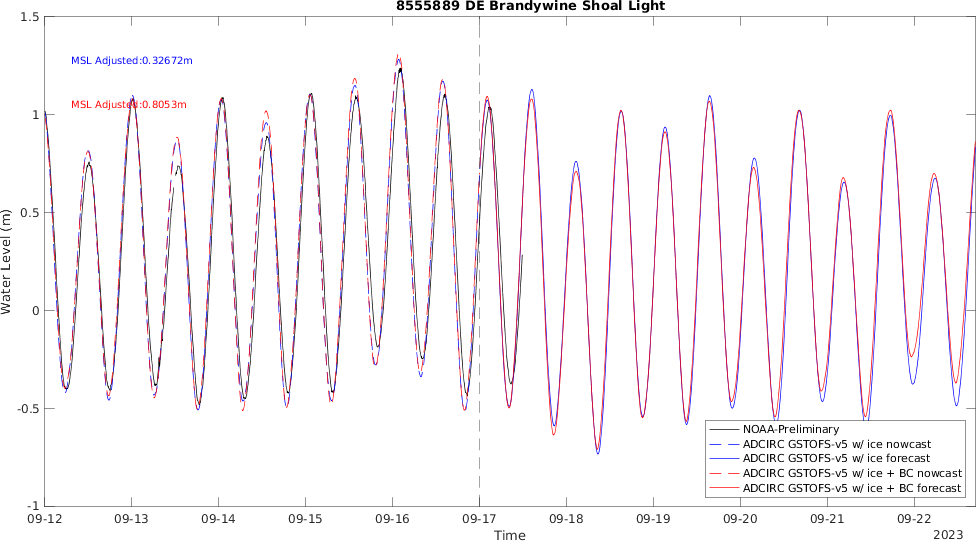 8555889 DE Brandywine Shoal Light
1.5
MSL Adjusted:0.32672m
MSL Adjusted:0.8053m
1
0.5
Water Level (m)
0
-0.5
NOAA-Preliminary
ADCIRC GSTOFS-v5 w/ ice nowcast
ADCIRC GSTOFS-v5 w/ ice forecast
ADCIRC GSTOFS-v5 w/ ice + BC nowcast
ADCIRC GSTOFS-v5 w/ ice + BC forecast
-1
09-12 09-13 09-14 09-15 09-16 09-17 09-18 09-19 09-20 09-21 09-22
Time
2023